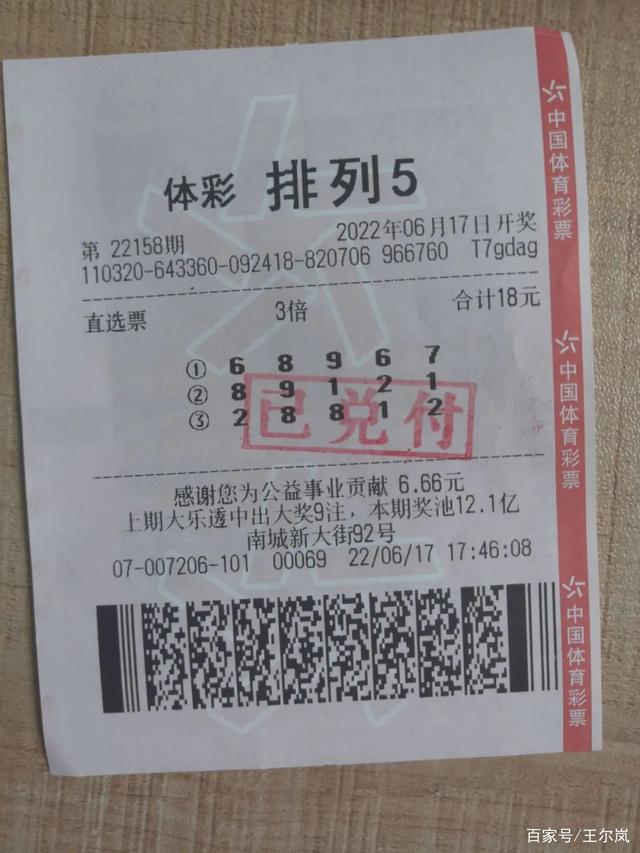 体彩 排列5
第 22158期 2022年06月17日开奖
110320-643360-092418-820706 966760 T7gdag
直选票 3倍 合计18元
① 6 8 9 6 7
② 8 9 1 2 1
③ 2 8 8 1 2
已兑付
感谢您为公益事业贡献 6.66元
上期大乐透中出大奖9注，本期奖池12.1亿
南城新大街92号
07-007206-101 00069 22/06/17 17:46:08
中国体育彩票
中国体育彩票
中国体育彩票
百家号/王尔岚